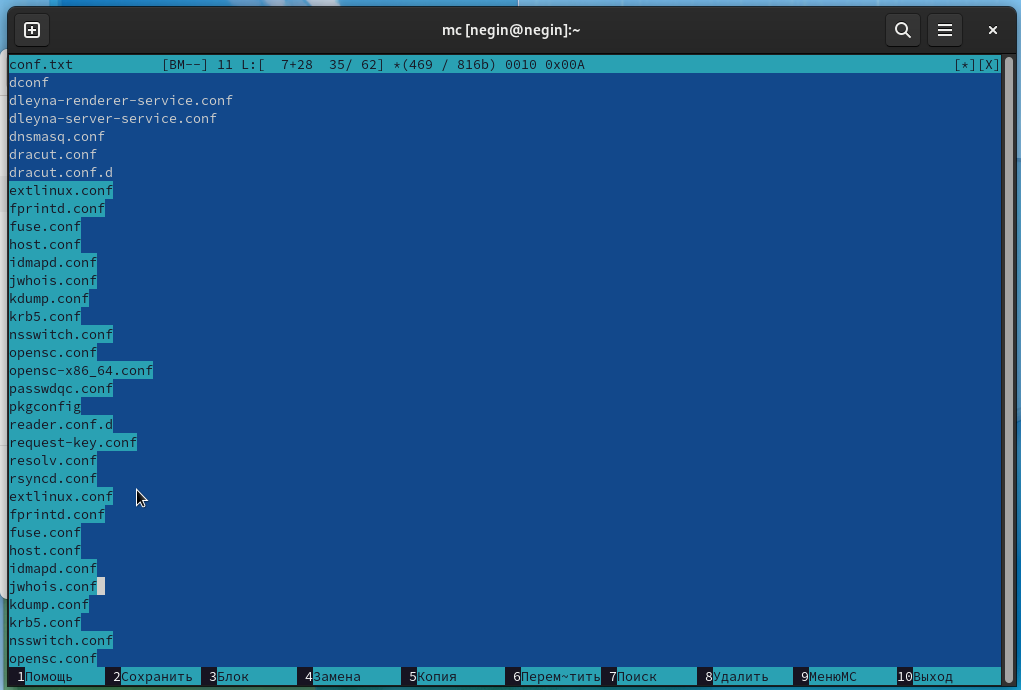 mc [negin@negin]:~
conf.txt [BM--] 11 L:[ 7+28 35/ 62] *(469 / 816b) 0010 0x00A [*][X]
dconf
dleyna-renderer-service.conf
dleyna-server-service.conf
dnsmasq.conf
dracut.conf
dracut.conf.d
extlinux.conf
fprintd.conf
fuse.conf
host.conf
idmapd.conf
jwhois.conf
kdump.conf
krb5.conf
nsswitch.conf
opensc.conf
opensc-x86_64.conf
passwdqc.conf
pkgconfig
reader.conf.d
request-key.conf
resolv.conf
rsyncd.conf
extlinux.conf
fprintd.conf
fuse.conf
host.conf
idmapd.conf
jwhois.conf
kdump.conf
krb5.conf
nsswitch.conf
opensc.conf
1Помощь 2Сохранить 3Блок 4Замена 5Копия 6Перем~тить 7Поиск 8Удалить 9МенюMC 10Выход